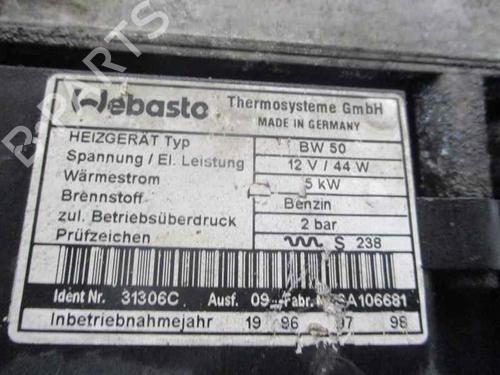 Webasto Thermosysteme GmbH
MADE IN GERMANY
HEIZGERÄT Typ BW 50
Spannung / El. Leistung 12 V / 44 W
Wärmestrom 5 kW
Brennstoff Benzin
zul. Betriebsüberdruck 2 bar
Prüfzeichen S 238
Ident Nr. 31306C Ausf. 09 Fabr. A106681
Inbetriebnahmejahr 19 96 97 98